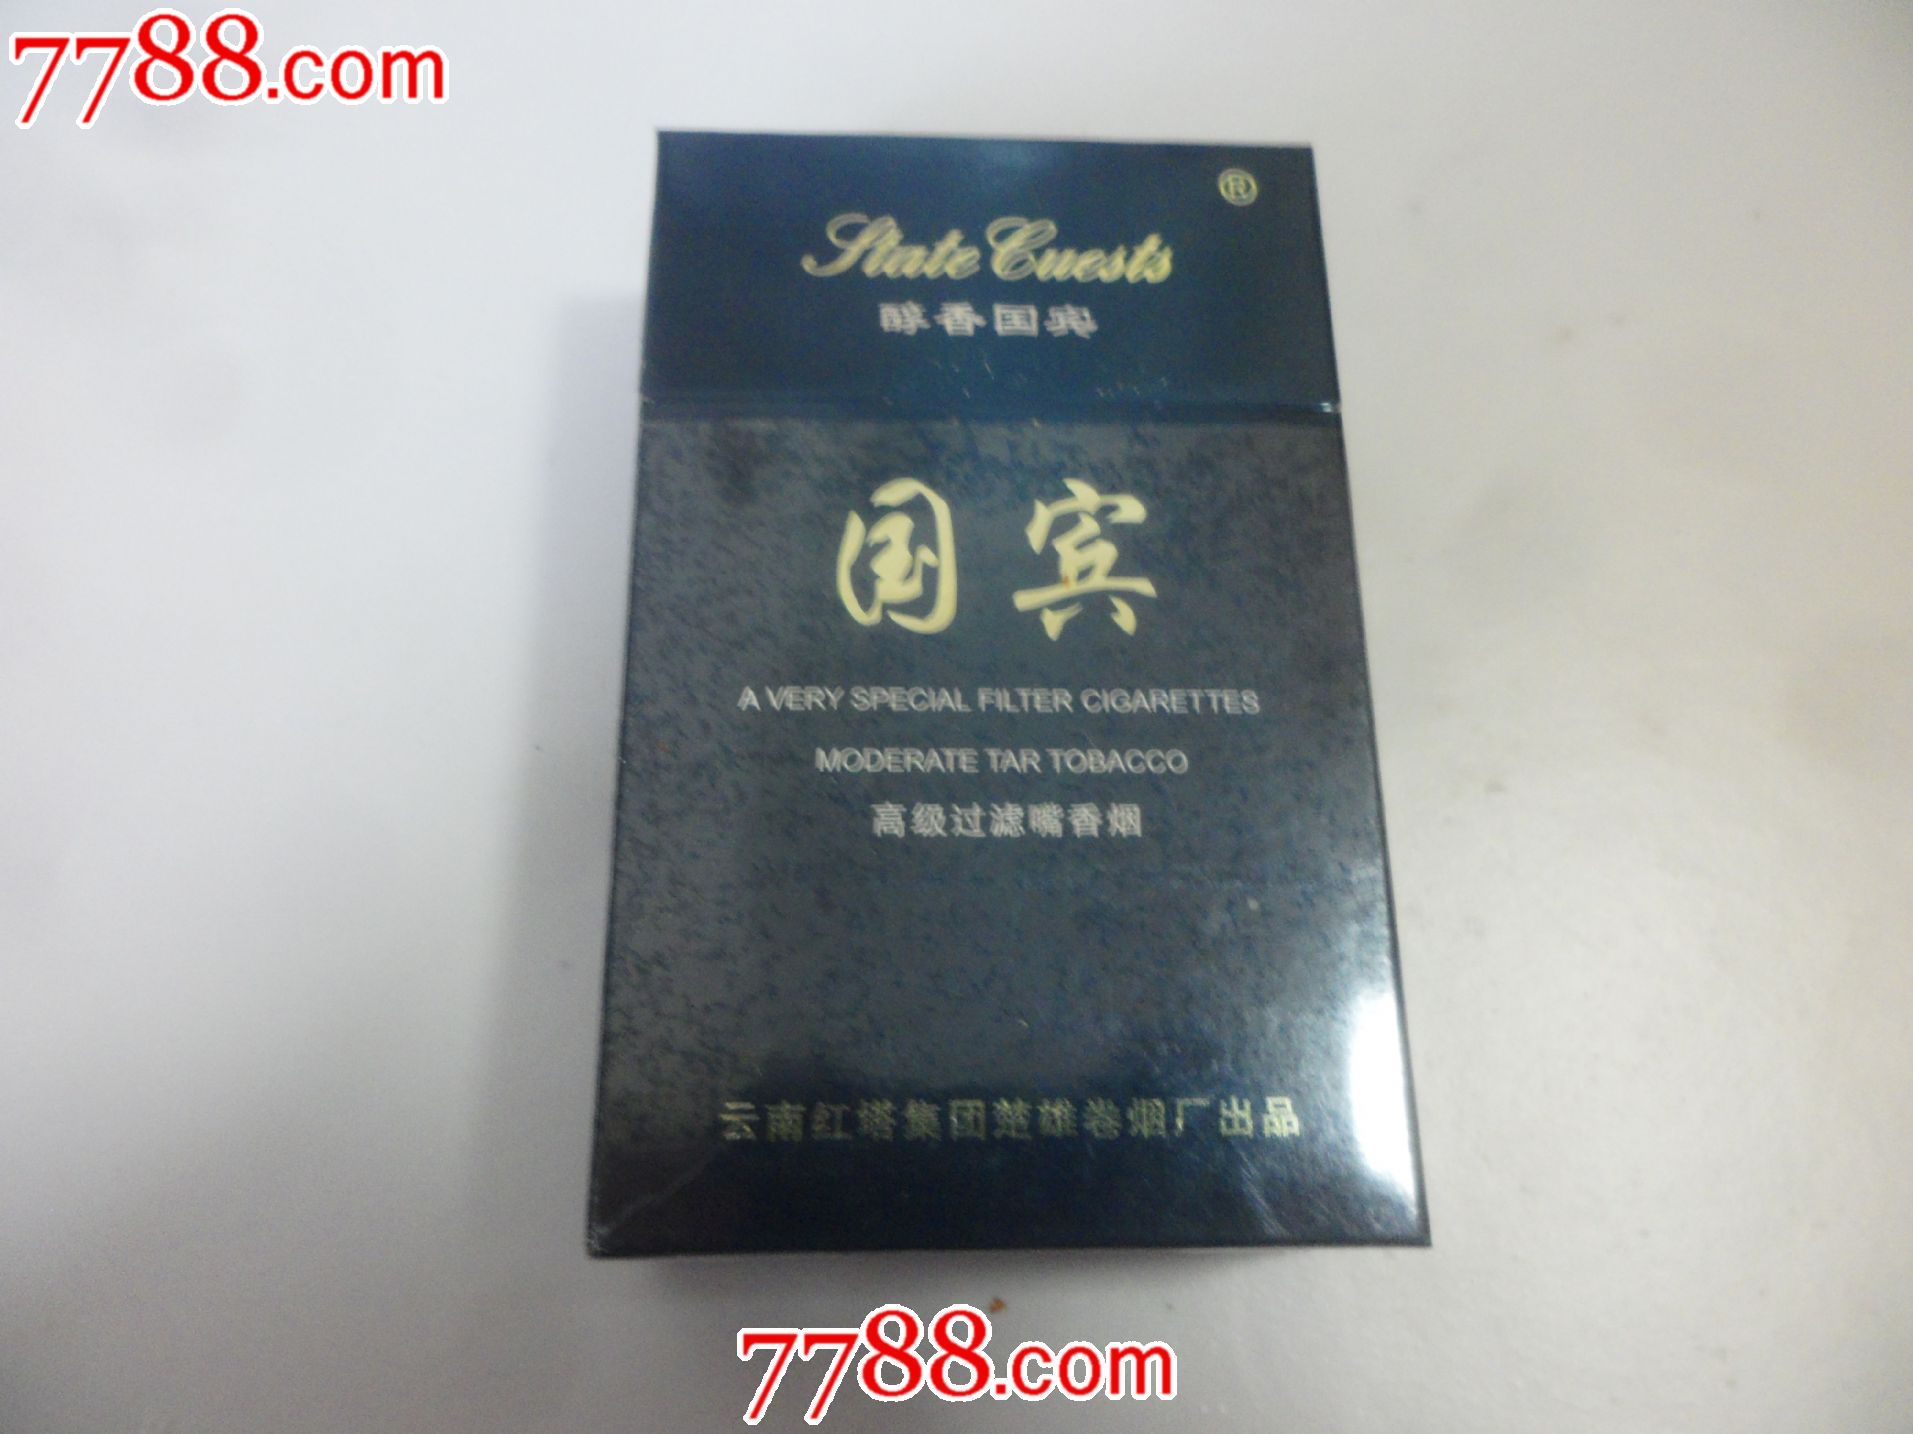 7788.com
®
State Guests
醇香国宾
国宾
A VERY SPECIAL FILTER CIGARETTES
MODERATE TAR TOBACCO
高级过滤嘴香烟
云南红塔集团楚雄卷烟厂出品
7788.com